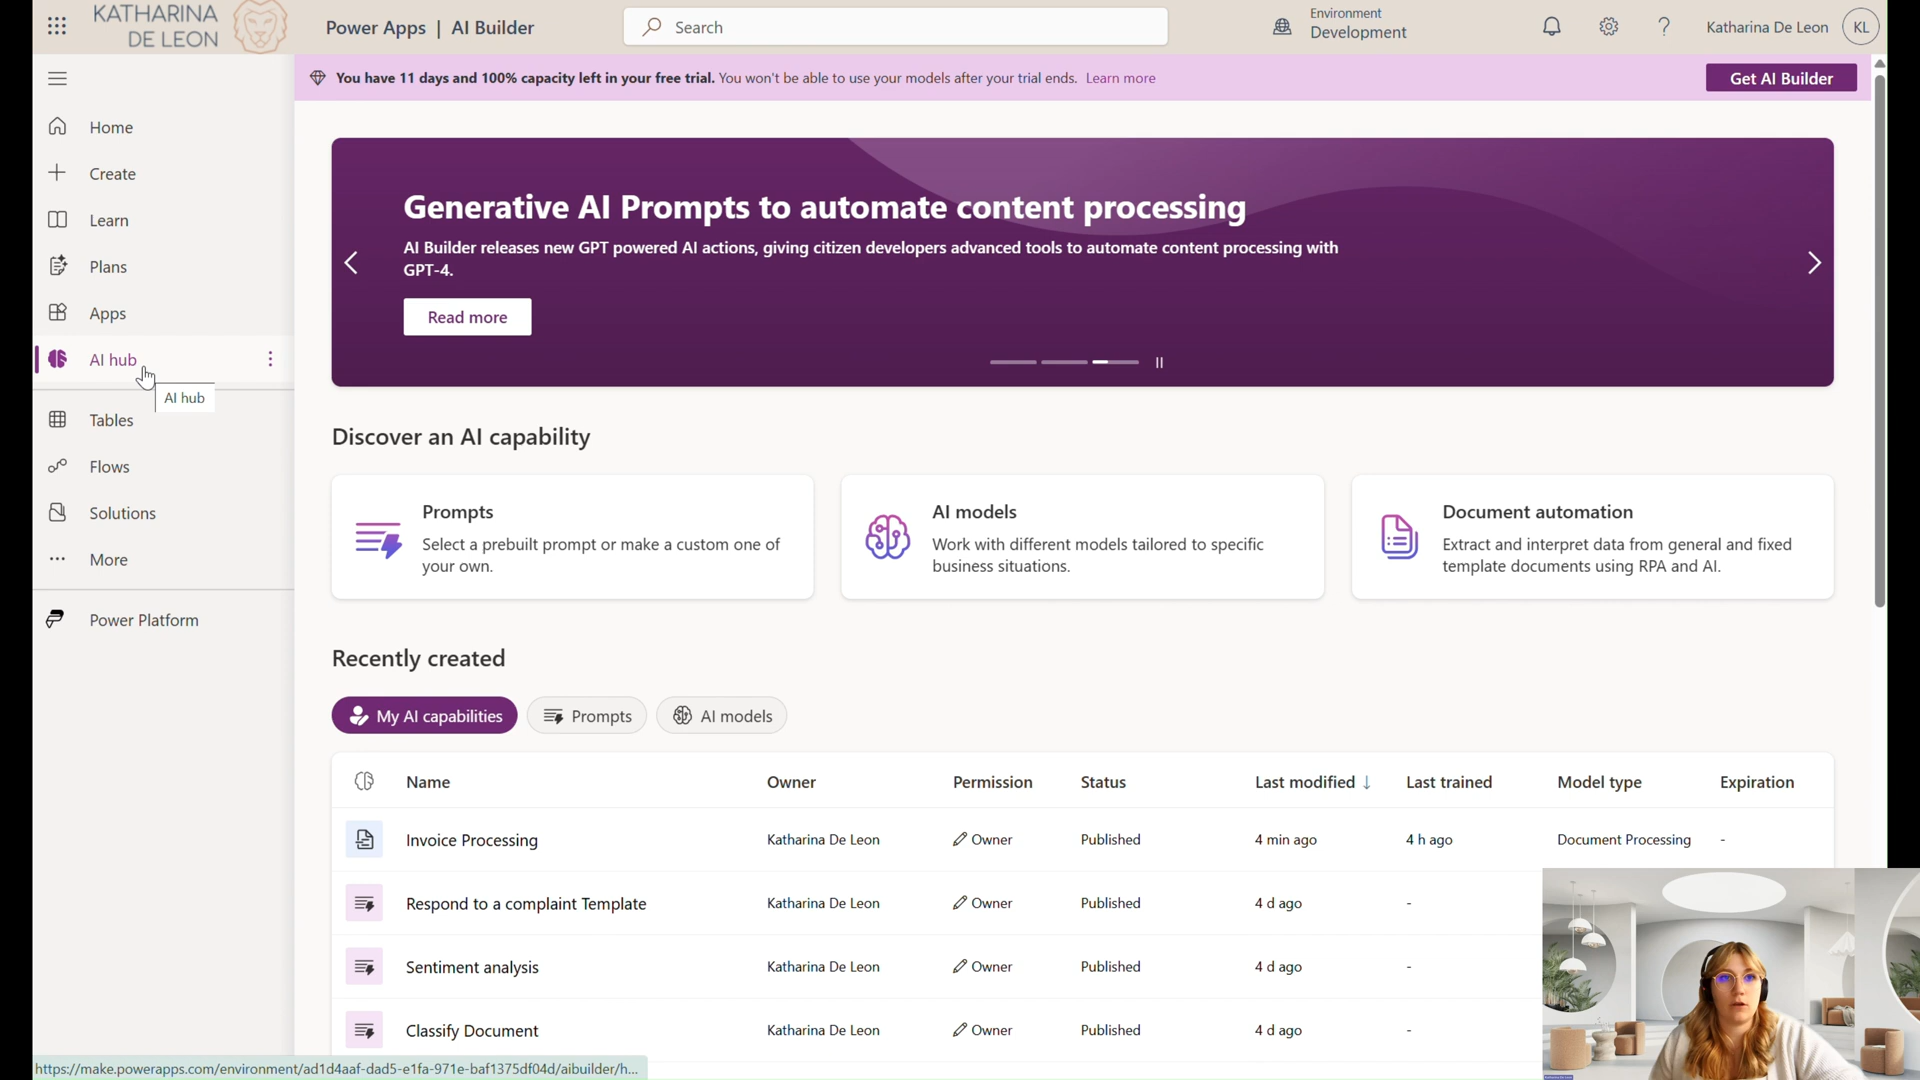 KATHARINA
DE LEON
Power Apps | AI Builder
Search
Environment
Development
Katharina De Leon
KL
You have 11 days and 100% capacity left in your free trial. You won't be able to use your models after your trial ends. Learn more
Get AI Builder
Home
Create
Learn
Plans
Apps
AI hub
AI hub
Tables
Flows
Solutions
More
Power Platform
Generative AI Prompts to automate content processing
AI Builder releases new GPT powered AI actions, giving citizen developers advanced tools to automate content processing with
GPT-4.
Read more
Discover an AI capability
Prompts
Select a prebuilt prompt or make a custom one of
your own.
AI models
Work with different models tailored to specific
business situations.
Document automation
Extract and interpret data from general and fixed
template documents using RPA and AI.
Recently created
My AI capabilities
Prompts
AI models
Name Owner Permission Status Last modified ↓ Last trained Model type Expiration
Invoice Processing Katharina De Leon Owner Published 4 min ago 4 h ago Document Processing -
Respond to a complaint Template Katharina De Leon Owner Published 4 d ago -
Sentiment analysis Katharina De Leon Owner Published 4 d ago -
Classify Document Katharina De Leon Owner Published 4 d ago -
https://make.powerapps.com/environment/ad1d4aaf-dad5-e1fa-971e-baf1375df04d/aibuilder/h...